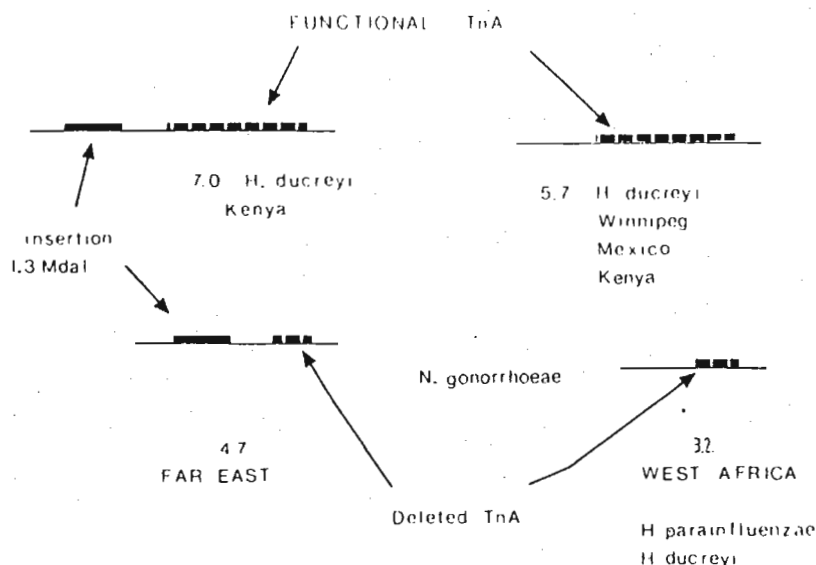 FUNCTIONAL TnA
7.0 H. ducreyi
Kenya
5.7 H ducreyi
Winnipeg
Mexico
Kenya
insertion
1.3 Mdal
N. gonorrhoeae
4.7
FAR EAST
3.2
WEST AFRICA
Deleted TnA
H parainfluenzae
H ducreyi